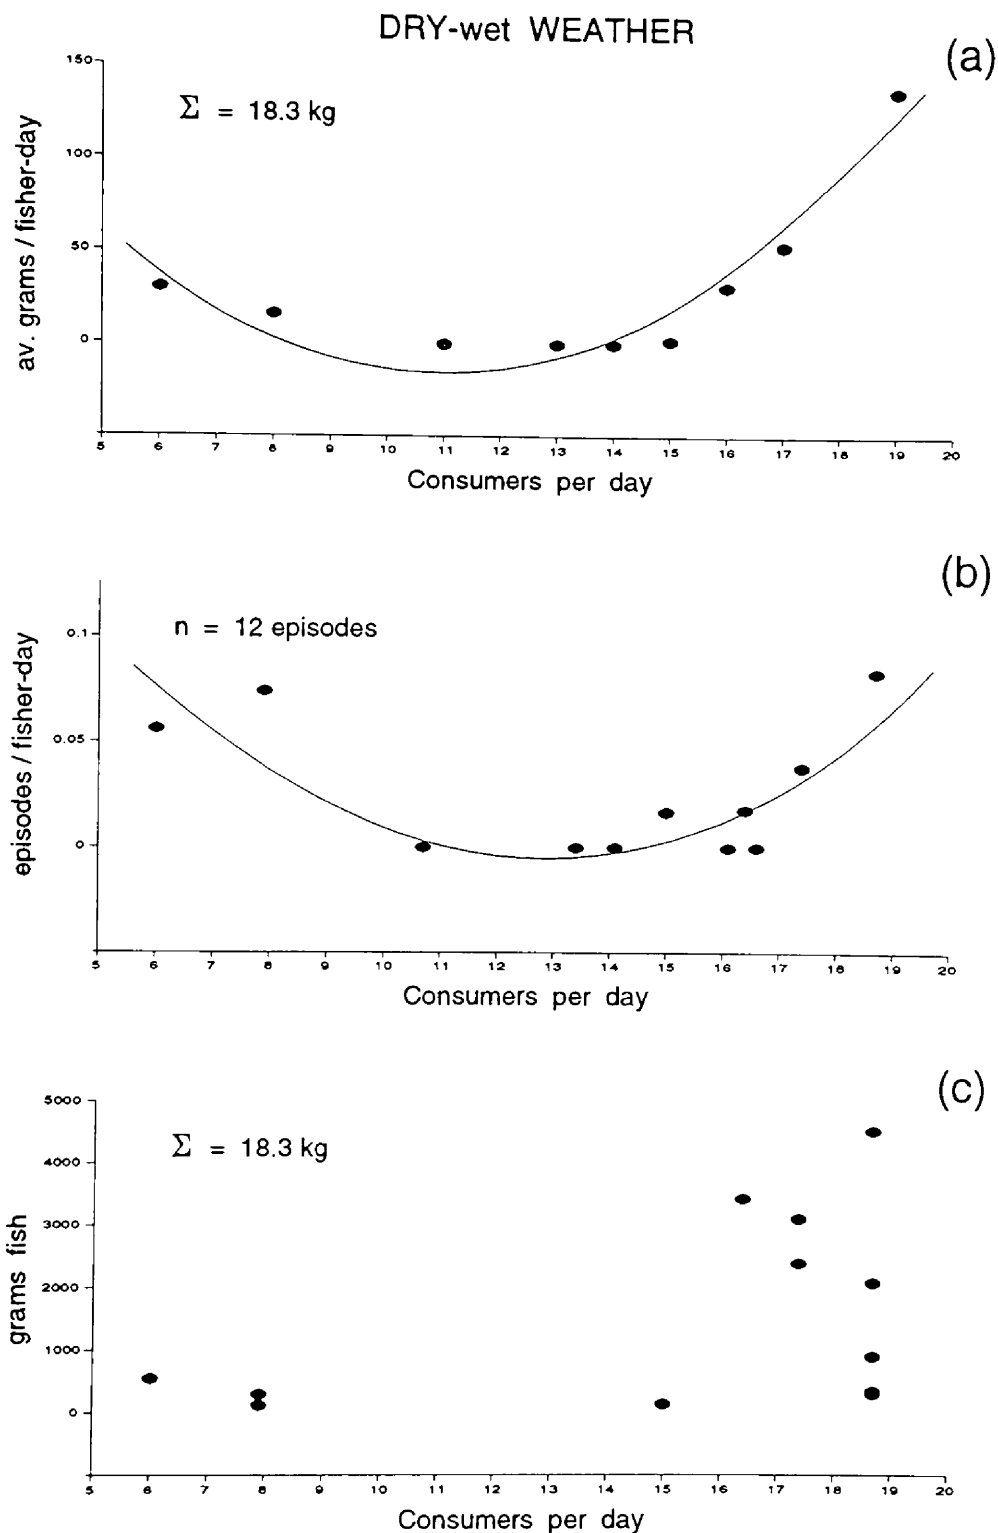 DRY-wet WEATHER
(a)
Σ = 18.3 kg
av. grams / fisher-day
150
100
50
0
5 6 7 8 9 10 11 12 13 14 15 16 17 18 19 20
Consumers per day
(b)
n = 12 episodes
episodes / fisher-day
0.1
0.05
0
5 6 7 8 9 10 11 12 13 14 15 16 17 18 19 20
Consumers per day
(c)
Σ = 18.3 kg
grams fish
5000
4000
3000
2000
1000
0
5 6 7 8 9 10 11 12 13 14 15 16 17 18 19 20
Consumers per day